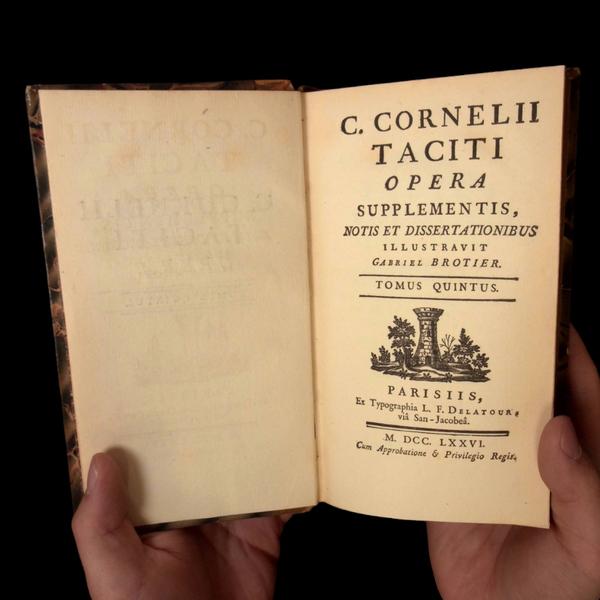 C. CORNELII
TACITI
OPERA
SUPPLEMENTIS,
NOTIS ET DISSERTATIONIBUS
ILLUSTRAVIT
GABRIEL BROTIER.
TOMUS QUINTUS.
PARISIIS,
Ex Typographia L. F. DELATOUR,
viâ San-Jacobeâ.
M. DCC. LXXVI.
Cum Approbatione & Privilegio Regis.